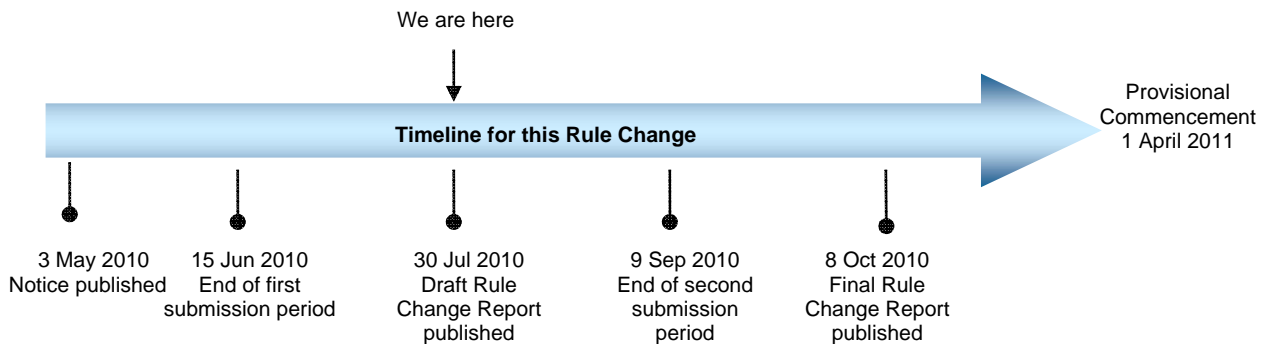 We are here
Timeline for this Rule Change
Provisional
Commencement
1 April 2011
3 May 2010
Notice published
15 Jun 2010
End of first
submission period
30 Jul 2010
Draft Rule
Change Report
published
9 Sep 2010
End of second
submission
period
8 Oct 2010
Final Rule
Change Report
published